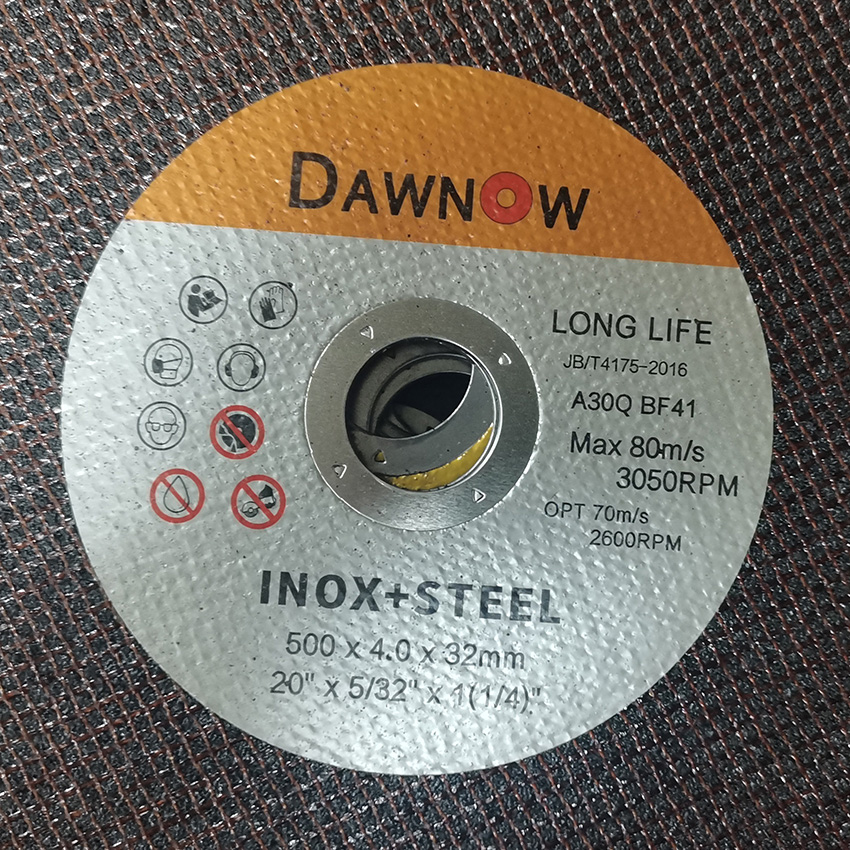 DAWNOW
LONG LIFE
JB/T4175-2016
A30Q BF41
Max 80m/s
3050RPM
OPT 70m/s
2600RPM
INOX+STEEL
500 x 4.0 x 32mm
20" x 5/32" x 1(1/4)"